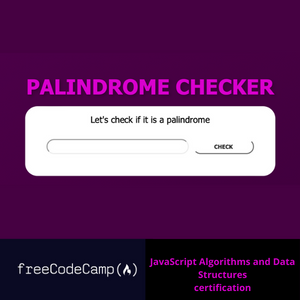 PALINDROME CHECKER
Let's check if it is a palindrome
CHECK
freeCodeCamp(🔥)
JavaScript Algorithms and Data
Structures
certification